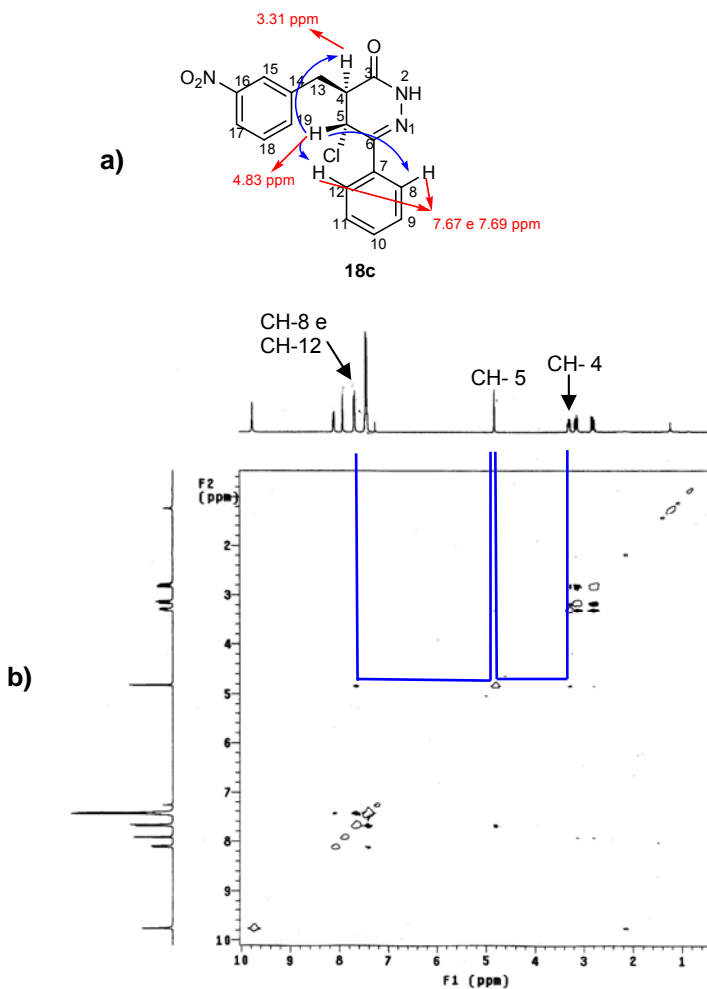 3.31 ppm
a)
O
H
3
2
NH
N1
O₂N
16
15
14
13
4
5
6
17
18
19
H
Cl
7
H
H
8
12
9
11
10
4.83 ppm
7.67 e 7.69 ppm
18c
CH-8 e
CH-12
CH- 5
CH- 4
b)
F2
(ppm)
2
3
4
5
6
7
8
9
10
10 9 8 7 6 5 4 3 2 1
F1 (ppm)